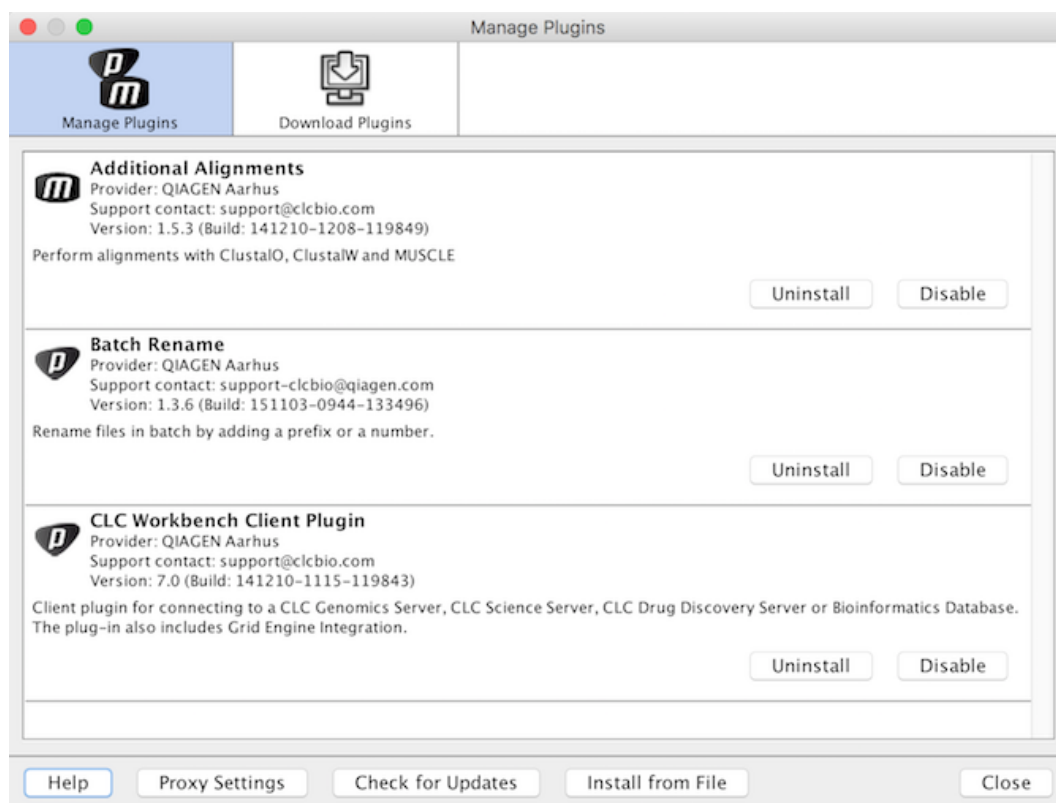 Manage Plugins
Manage Plugins
Download Plugins
Additional Alignments
Provider: QIAGEN Aarhus
Support contact: support@clcbio.com
Version: 1.5.3 (Build: 141210-1208-119849)
Perform alignments with ClustalO, ClustalW and MUSCLE
Uninstall
Disable
Batch Rename
Provider: QIAGEN Aarhus
Support contact: support-clcbio@qiagen.com
Version: 1.3.6 (Build: 151103-0944-133496)
Rename files in batch by adding a prefix or a number.
Uninstall
Disable
CLC Workbench Client Plugin
Provider: QIAGEN Aarhus
Support contact: support@clcbio.com
Version: 7.0 (Build: 141210-1115-119843)
Client plugin for connecting to a CLC Genomics Server, CLC Science Server, CLC Drug Discovery Server or Bioinformatics Database.
The plug-in also includes Grid Engine Integration.
Uninstall
Disable
Help
Proxy Settings
Check for Updates
Install from File
Close